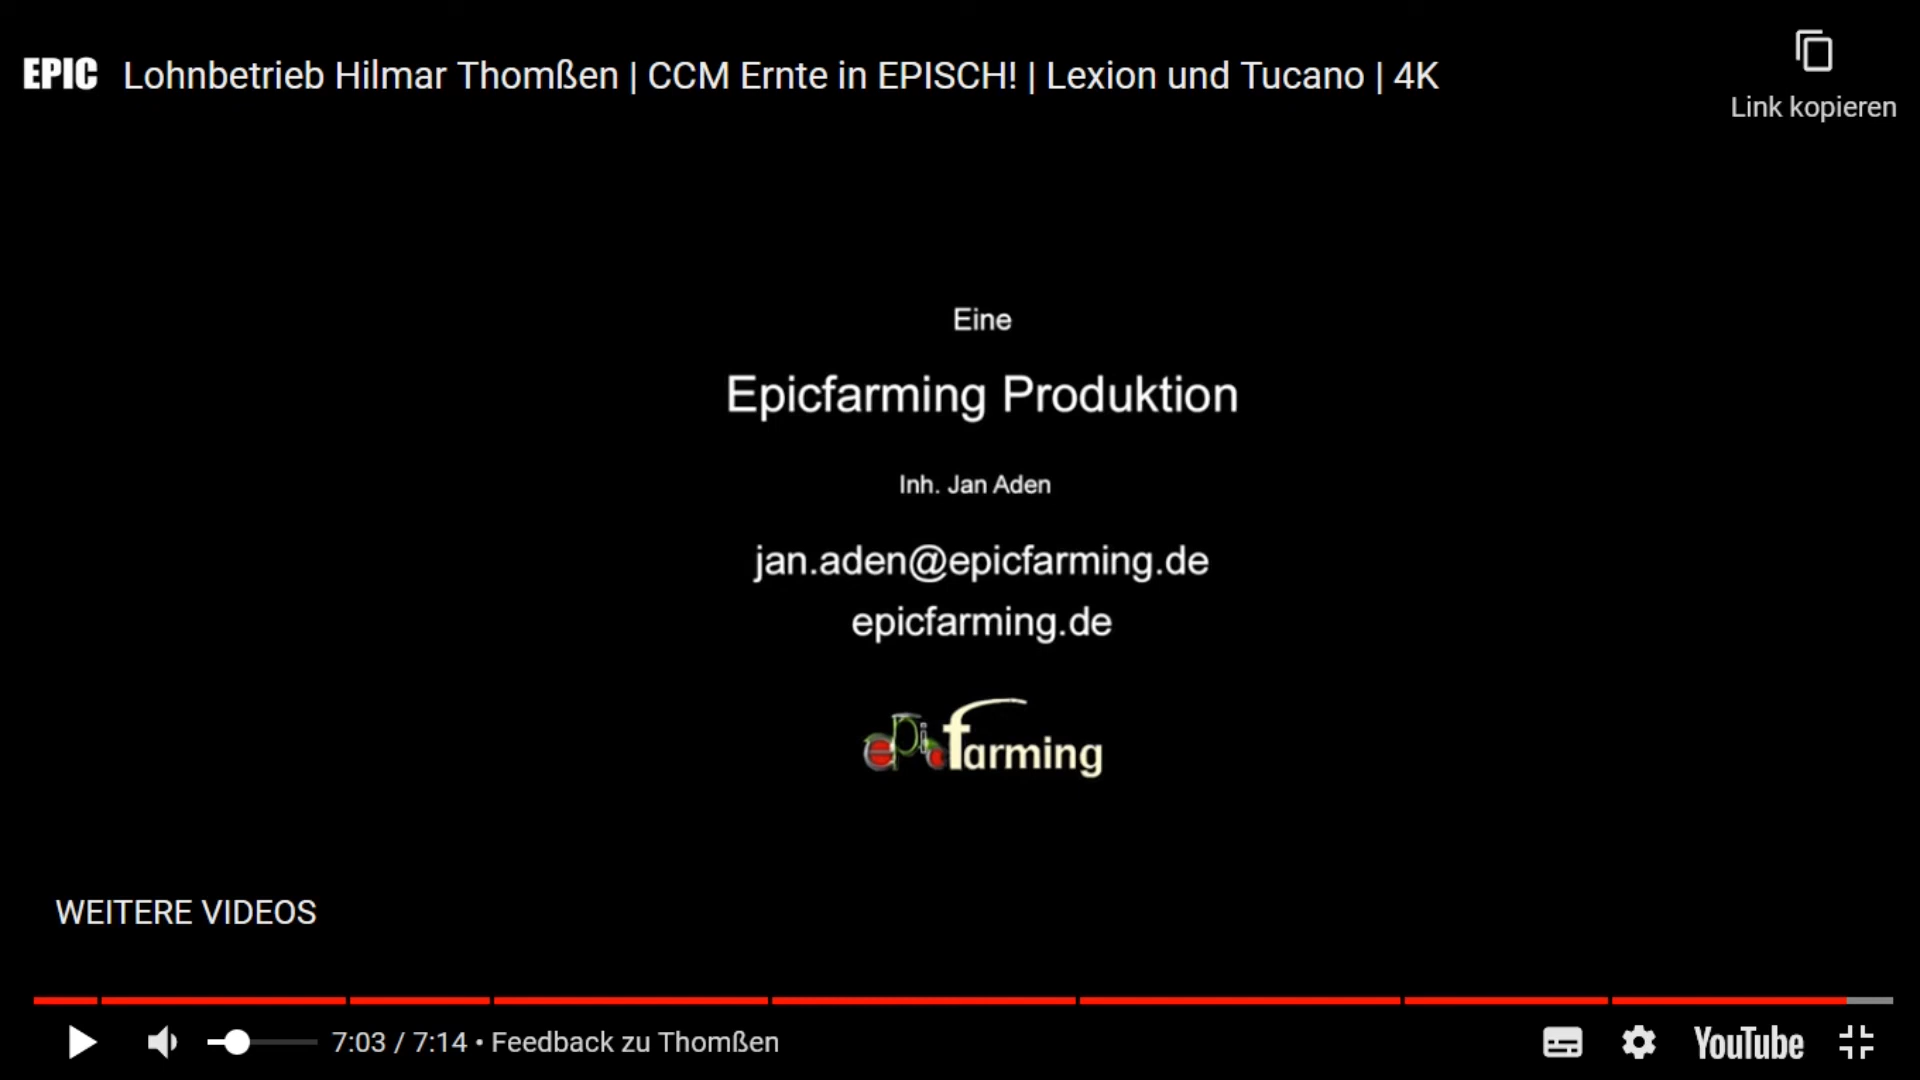 EPIC Lohnbetrieb Hilmar Thomßen | CCM Ernte in EPISCH! | Lexion und Tucano | 4K
Link kopieren
Eine
Epicfarming Produktion
Inh. Jan Aden
jan.aden@epicfarming.de
epicfarming.de
epicfarming
WEITERE VIDEOS
7:03 / 7:14 • Feedback zu Thomßen
YouTube